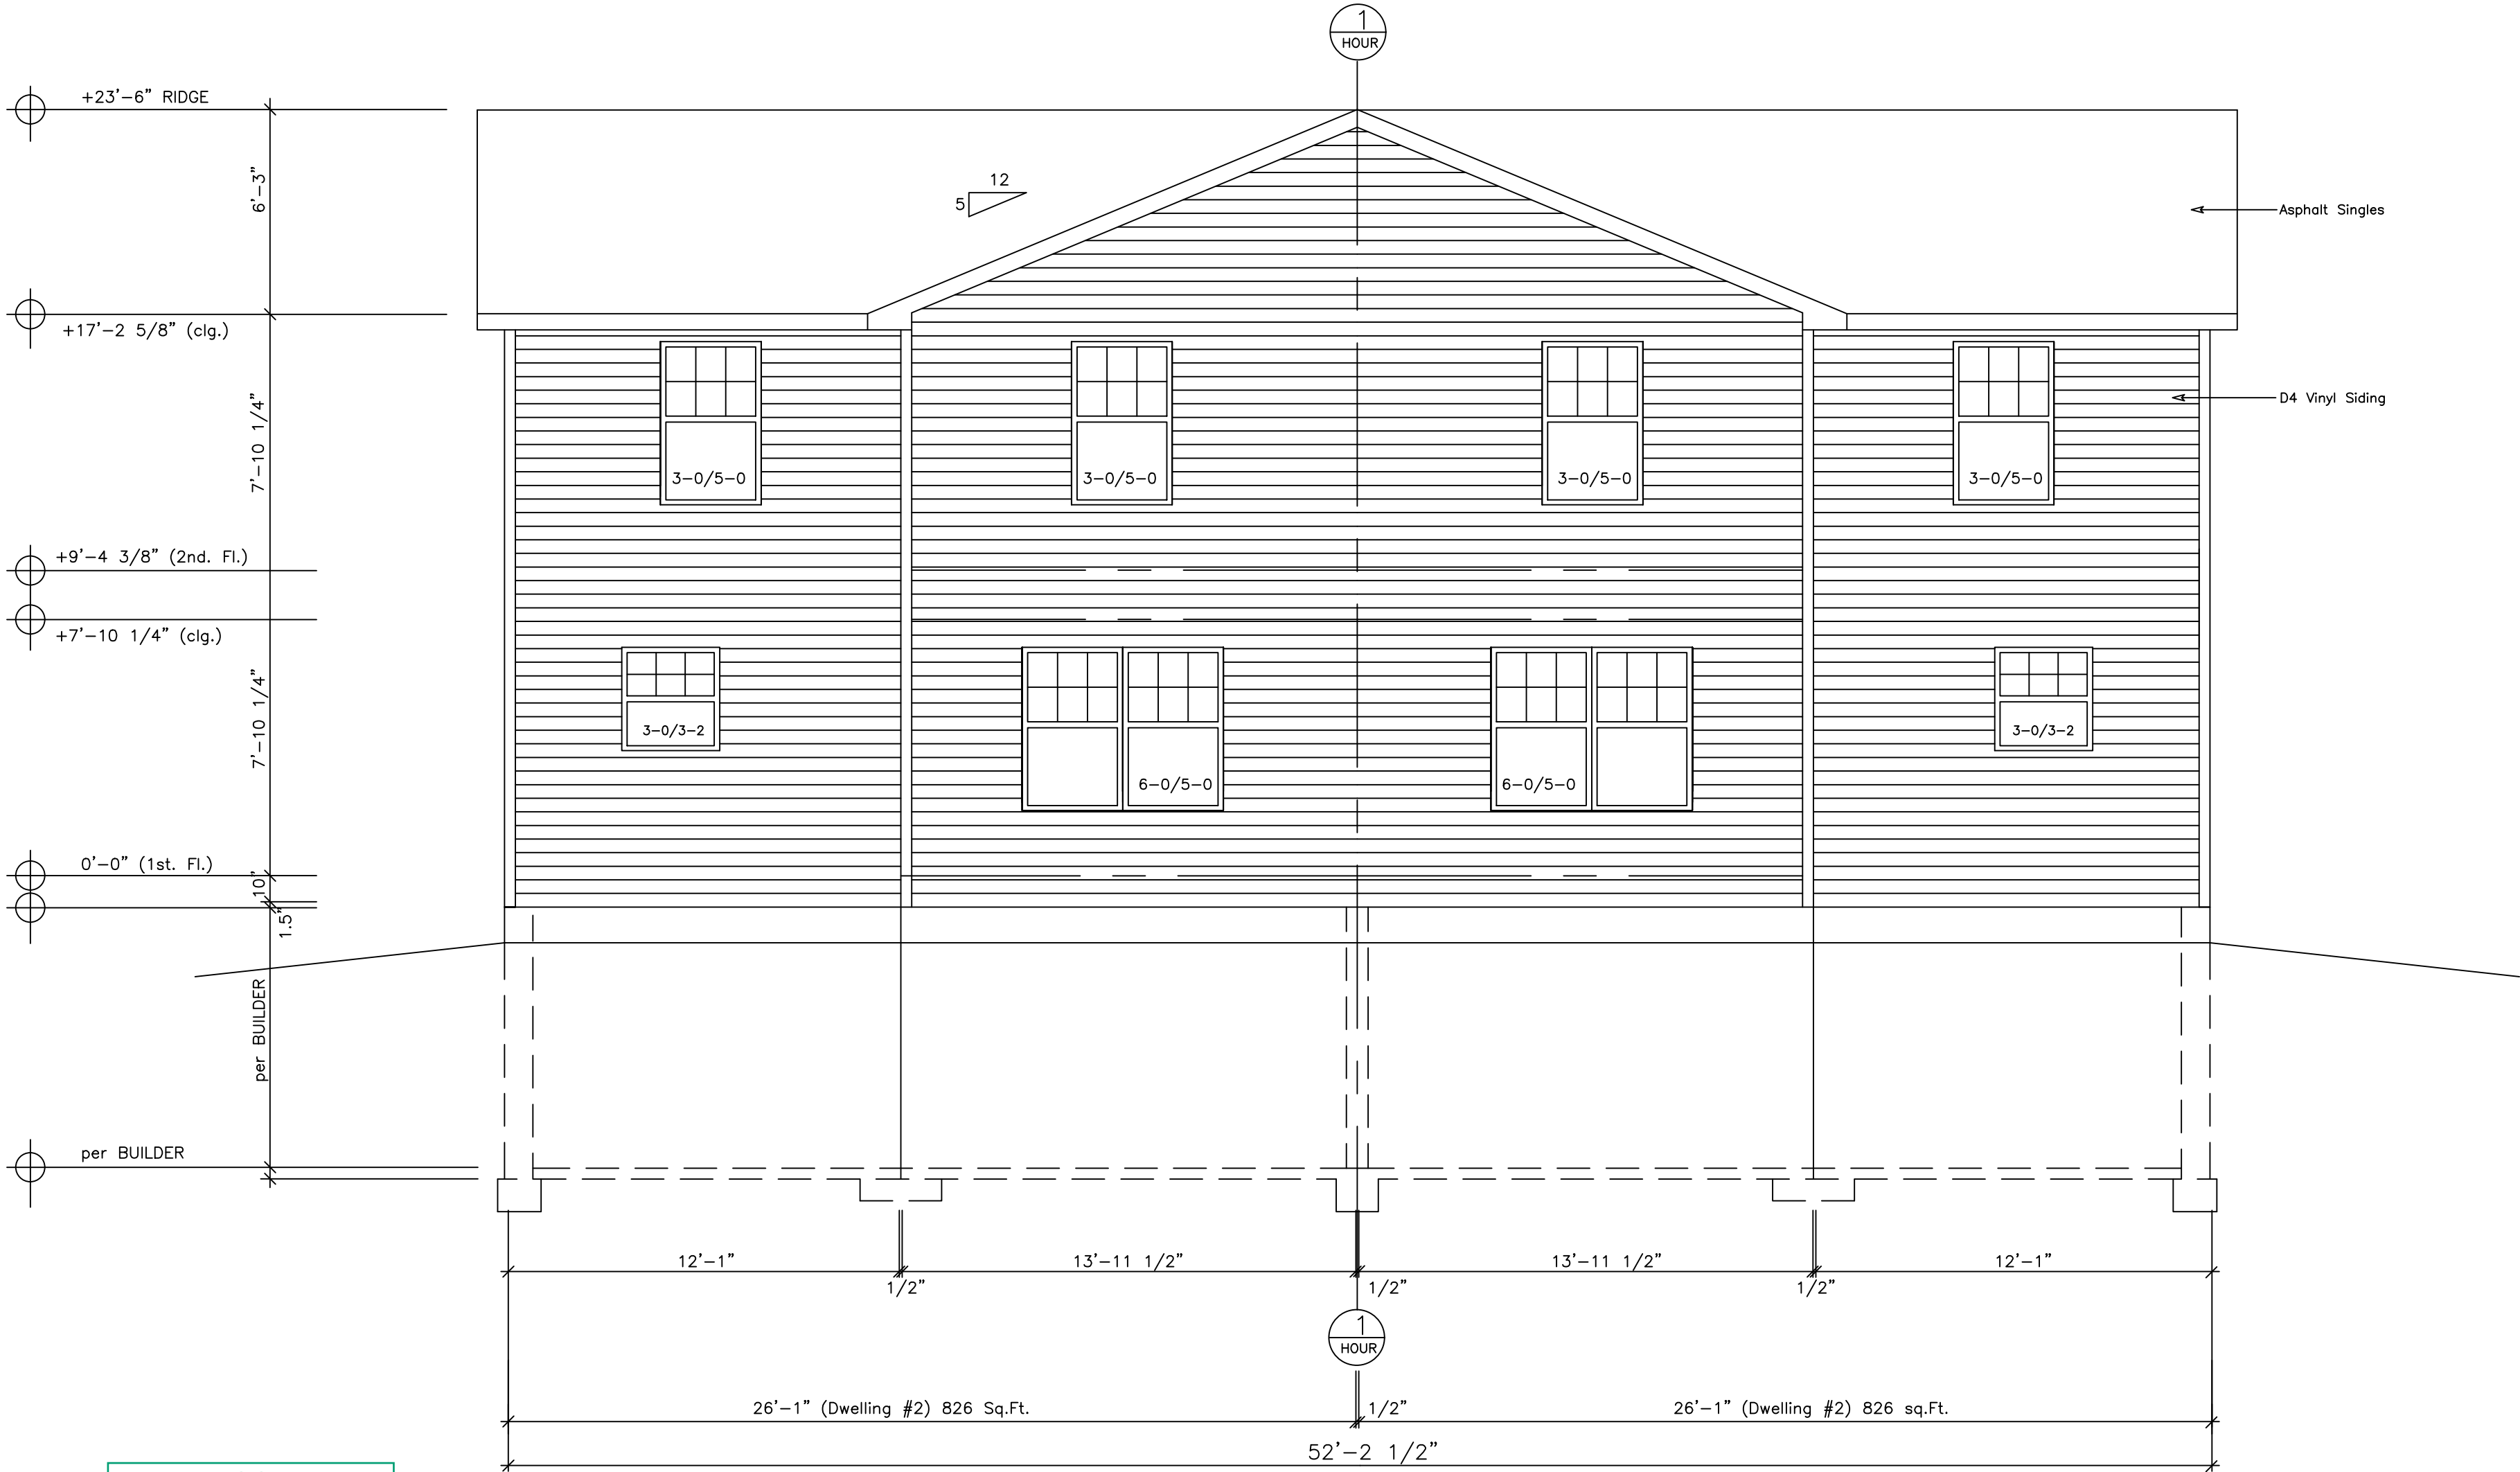 1
HOUR
+23'-6" RIDGE
6'-3"
12
5
Asphalt Singles
+17'-2 5/8" (clg.)
7'-10 1/4"
D4 Vinyl Siding
3-0/5-0
3-0/5-0
3-0/5-0
3-0/5-0
+9'-4 3/8" (2nd. Fl.)
+7'-10 1/4" (clg.)
7'-10 1/4"
3-0/3-2
3-0/3-2
6-0/5-0
6-0/5-0
0'-0" (1st. Fl.)
10"
1.5"
per BUILDER
per BUILDER
12'-1"
13'-11 1/2"
13'-11 1/2"
12'-1"
1/2"
1/2"
1/2"
1
HOUR
26'-1" (Dwelling #2) 826 Sq.Ft.
1/2"
26'-1" (Dwelling #2) 826 sq.Ft.
52'-2 1/2"